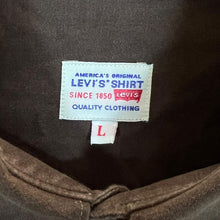 AMERICA'S ORIGINAL
LEVI'S® SHIRT
SINCE 1850 Levi's
QUALITY CLOTHING
L